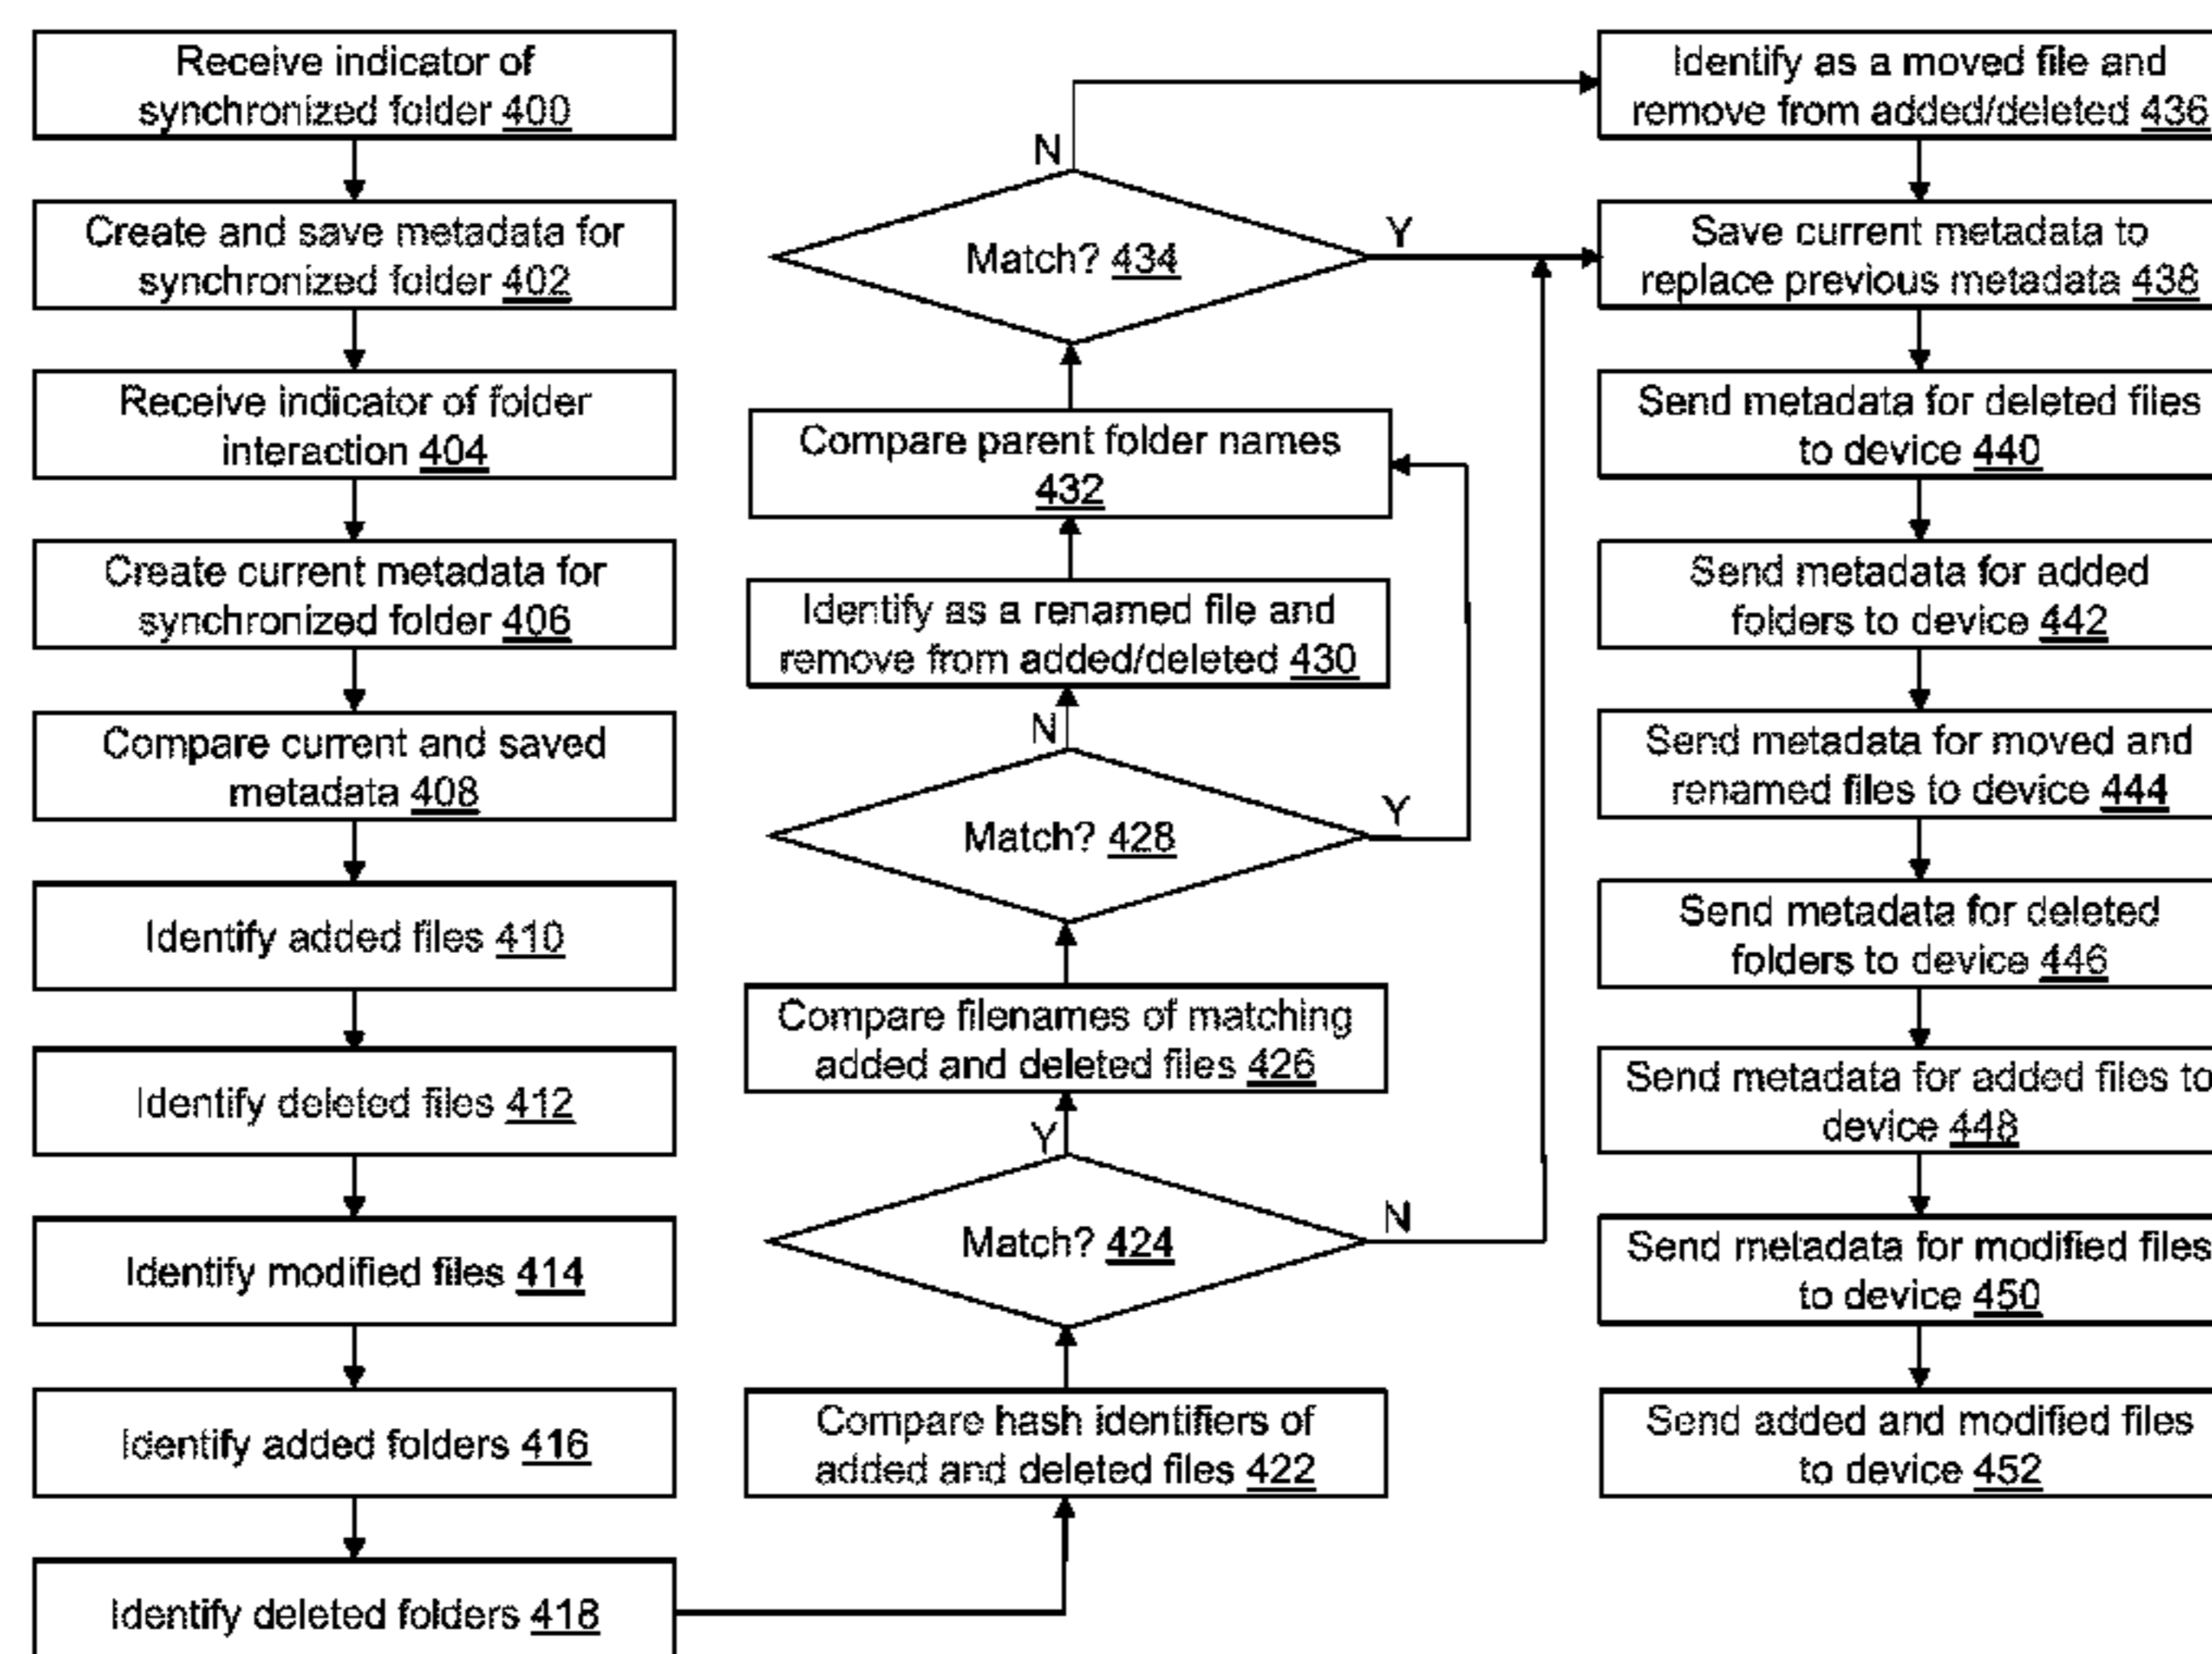 Receive indicator of
synchronized folder 400
Create and save metadata for
synchronized folder 402
Receive indicator of folder
interaction 404
Create current metadata for
synchronized folder 406
Compare current and saved
metadata 408
Identify added files 410
Identify deleted files 412
Identify modified files 414
Identify added folders 416
Identify deleted folders 418
Compare hash identifiers of
added and deleted files 422
Match? 424
Y
N
Compare filenames of matching
added and deleted files 426
Match? 428
N
Y
Identify as a renamed file and
remove from added/deleted 430
Compare parent folder names
432
Match? 434
N
Y
Identify as a moved file and
remove from added/deleted 436
Save current metadata to
replace previous metadata 438
Send metadata for deleted files
to device 440
Send metadata for added
folders to device 442
Send metadata for moved and
renamed files to device 444
Send metadata for deleted
folders to device 446
Send metadata for added files to
device 448
Send metadata for modified files
to device 450
Send added and modified files
to device 452